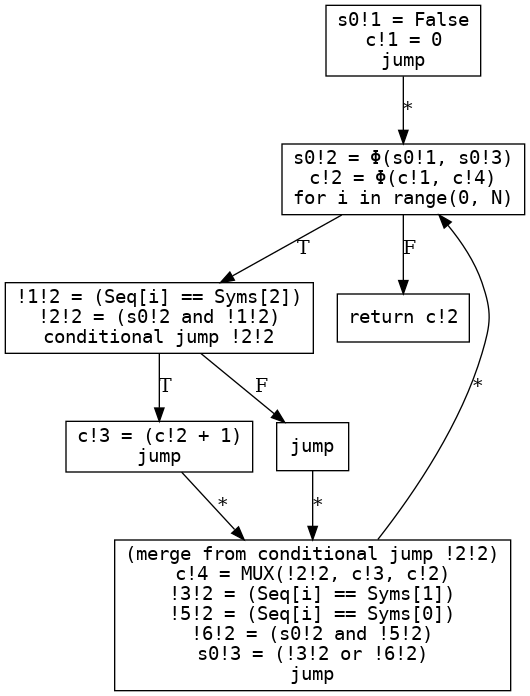 s0!1 = False
c!1 = 0
jump
*
s0!2 = Φ(s0!1, s0!3)
c!2 = Φ(c!1, c!4)
for i in range(0, N)
T
F
!1!2 = (Seq[i] == Syms[2])
!2!2 = (s0!2 and !1!2)
conditional jump !2!2
return c!2
T
F
*
c!3 = (c!2 + 1)
jump
jump
*
*
(merge from conditional jump !2!2)
c!4 = MUX(!2!2, c!3, c!2)
!3!2 = (Seq[i] == Syms[1])
!5!2 = (Seq[i] == Syms[0])
!6!2 = (s0!2 and !5!2)
s0!3 = (!3!2 or !6!2)
jump